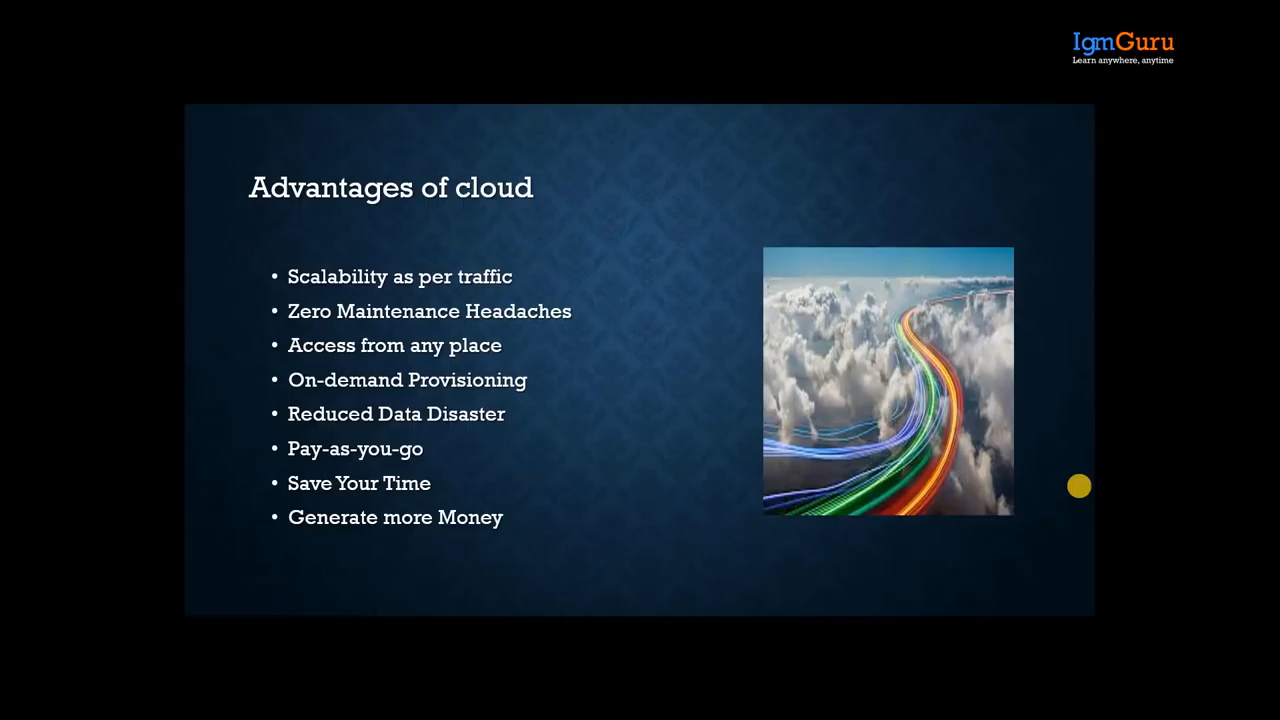 IgmGuru
Learn anywhere, anytime
Advantages of cloud
• Scalability as per traffic
• Zero Maintenance Headaches
• Access from any place
• On-demand Provisioning
• Reduced Data Disaster
• Pay-as-you-go
• Save Your Time
• Generate more Money